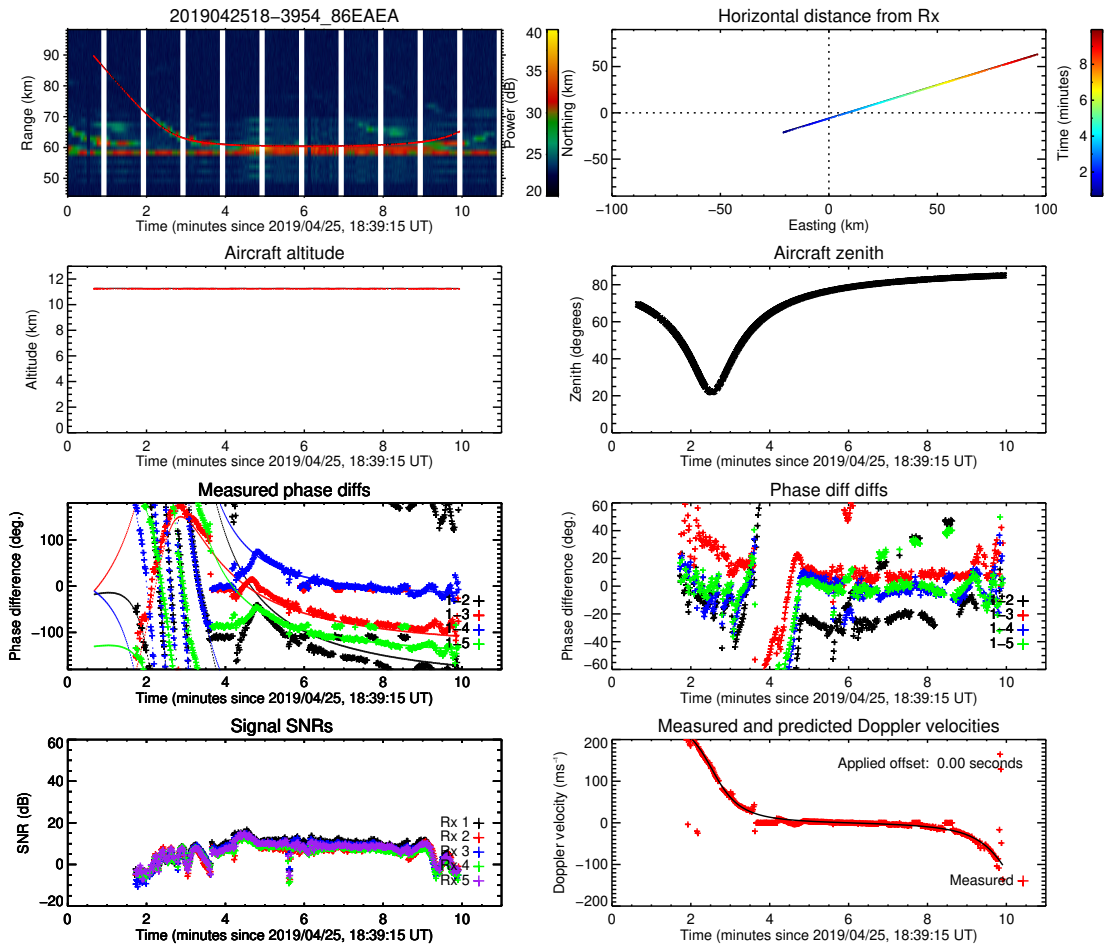 2019042518−3954_86EAEA
Range (km)
90
80
70
60
50
0 2 4 6 8 10
Time (minutes since 2019/04/25, 18:39:15 UT)
40
35
30
25
20
Power (dB)
Horizontal distance from Rx
Northing (km)
50
0
−50
−100 −50 0 50 100
Easting (km)
8
6
4
2
Time (minutes)
Aircraft altitude
Altitude (km)
12
10
8
6
4
2
0
0 2 4 6 8 10
Time (minutes since 2019/04/25, 18:39:15 UT)
Aircraft zenith
Zenith (degrees)
80
60
40
20
0
0 2 4 6 8 10
Time (minutes since 2019/04/25, 18:39:15 UT)
Measured phase diffs
Phase difference (deg.)
100
0
−100
1−2
1−3
1−4
1−5
0 2 4 6 8 10
Time (minutes since 2019/04/25, 18:39:15 UT)
Phase diff diffs
Phase difference (deg.)
60
40
20
0
−20
−40
−60
1−2
1−3
1−4
1−5
0 2 4 6 8 10
Time (minutes since 2019/04/25, 18:39:15 UT)
Signal SNRs
SNR (dB)
60
40
20
0
−20
Rx 1
Rx 2
Rx 3
Rx 4
Rx 5
0 2 4 6 8 10
Time (minutes since 2019/04/25, 18:39:15 UT)
Measured and predicted Doppler velocities
Doppler velocity (ms⁻¹)
200
100
0
−100
−200
Applied offset: 0.00 seconds
Measured
0 2 4 6 8 10
Time (minutes since 2019/04/25, 18:39:15 UT)